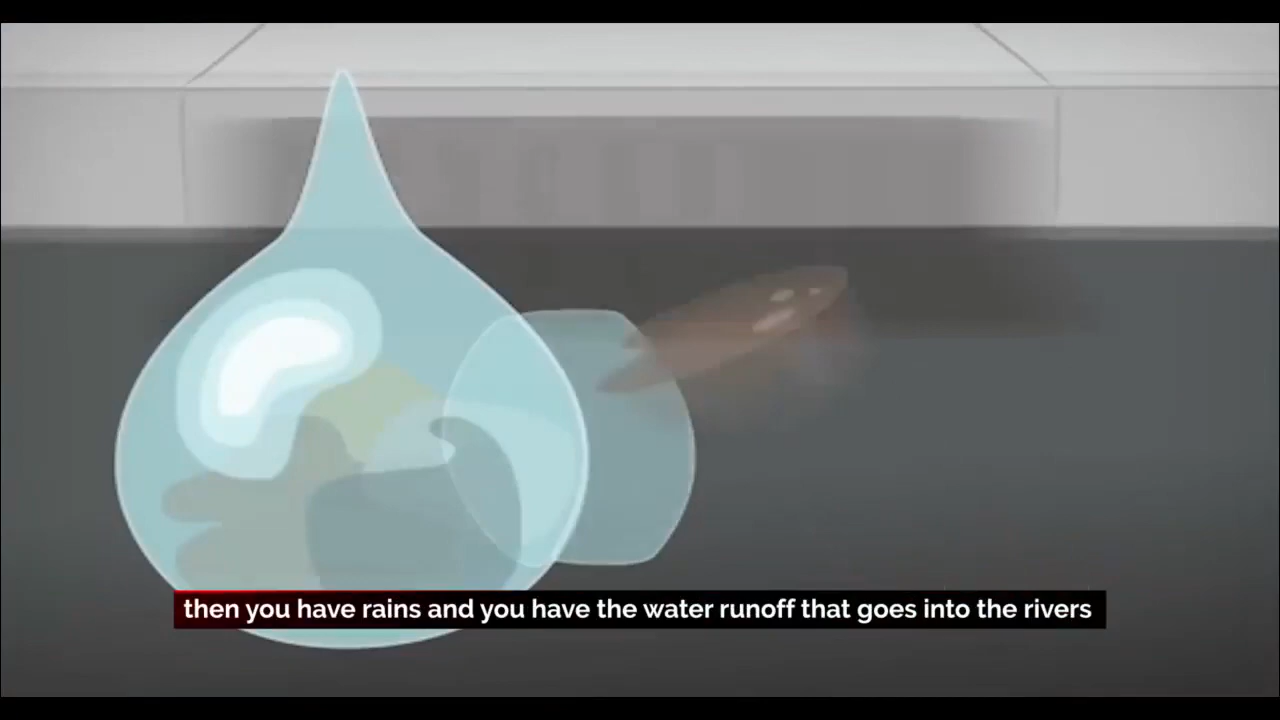 then you have rains and you have the water runoff that goes into the rivers